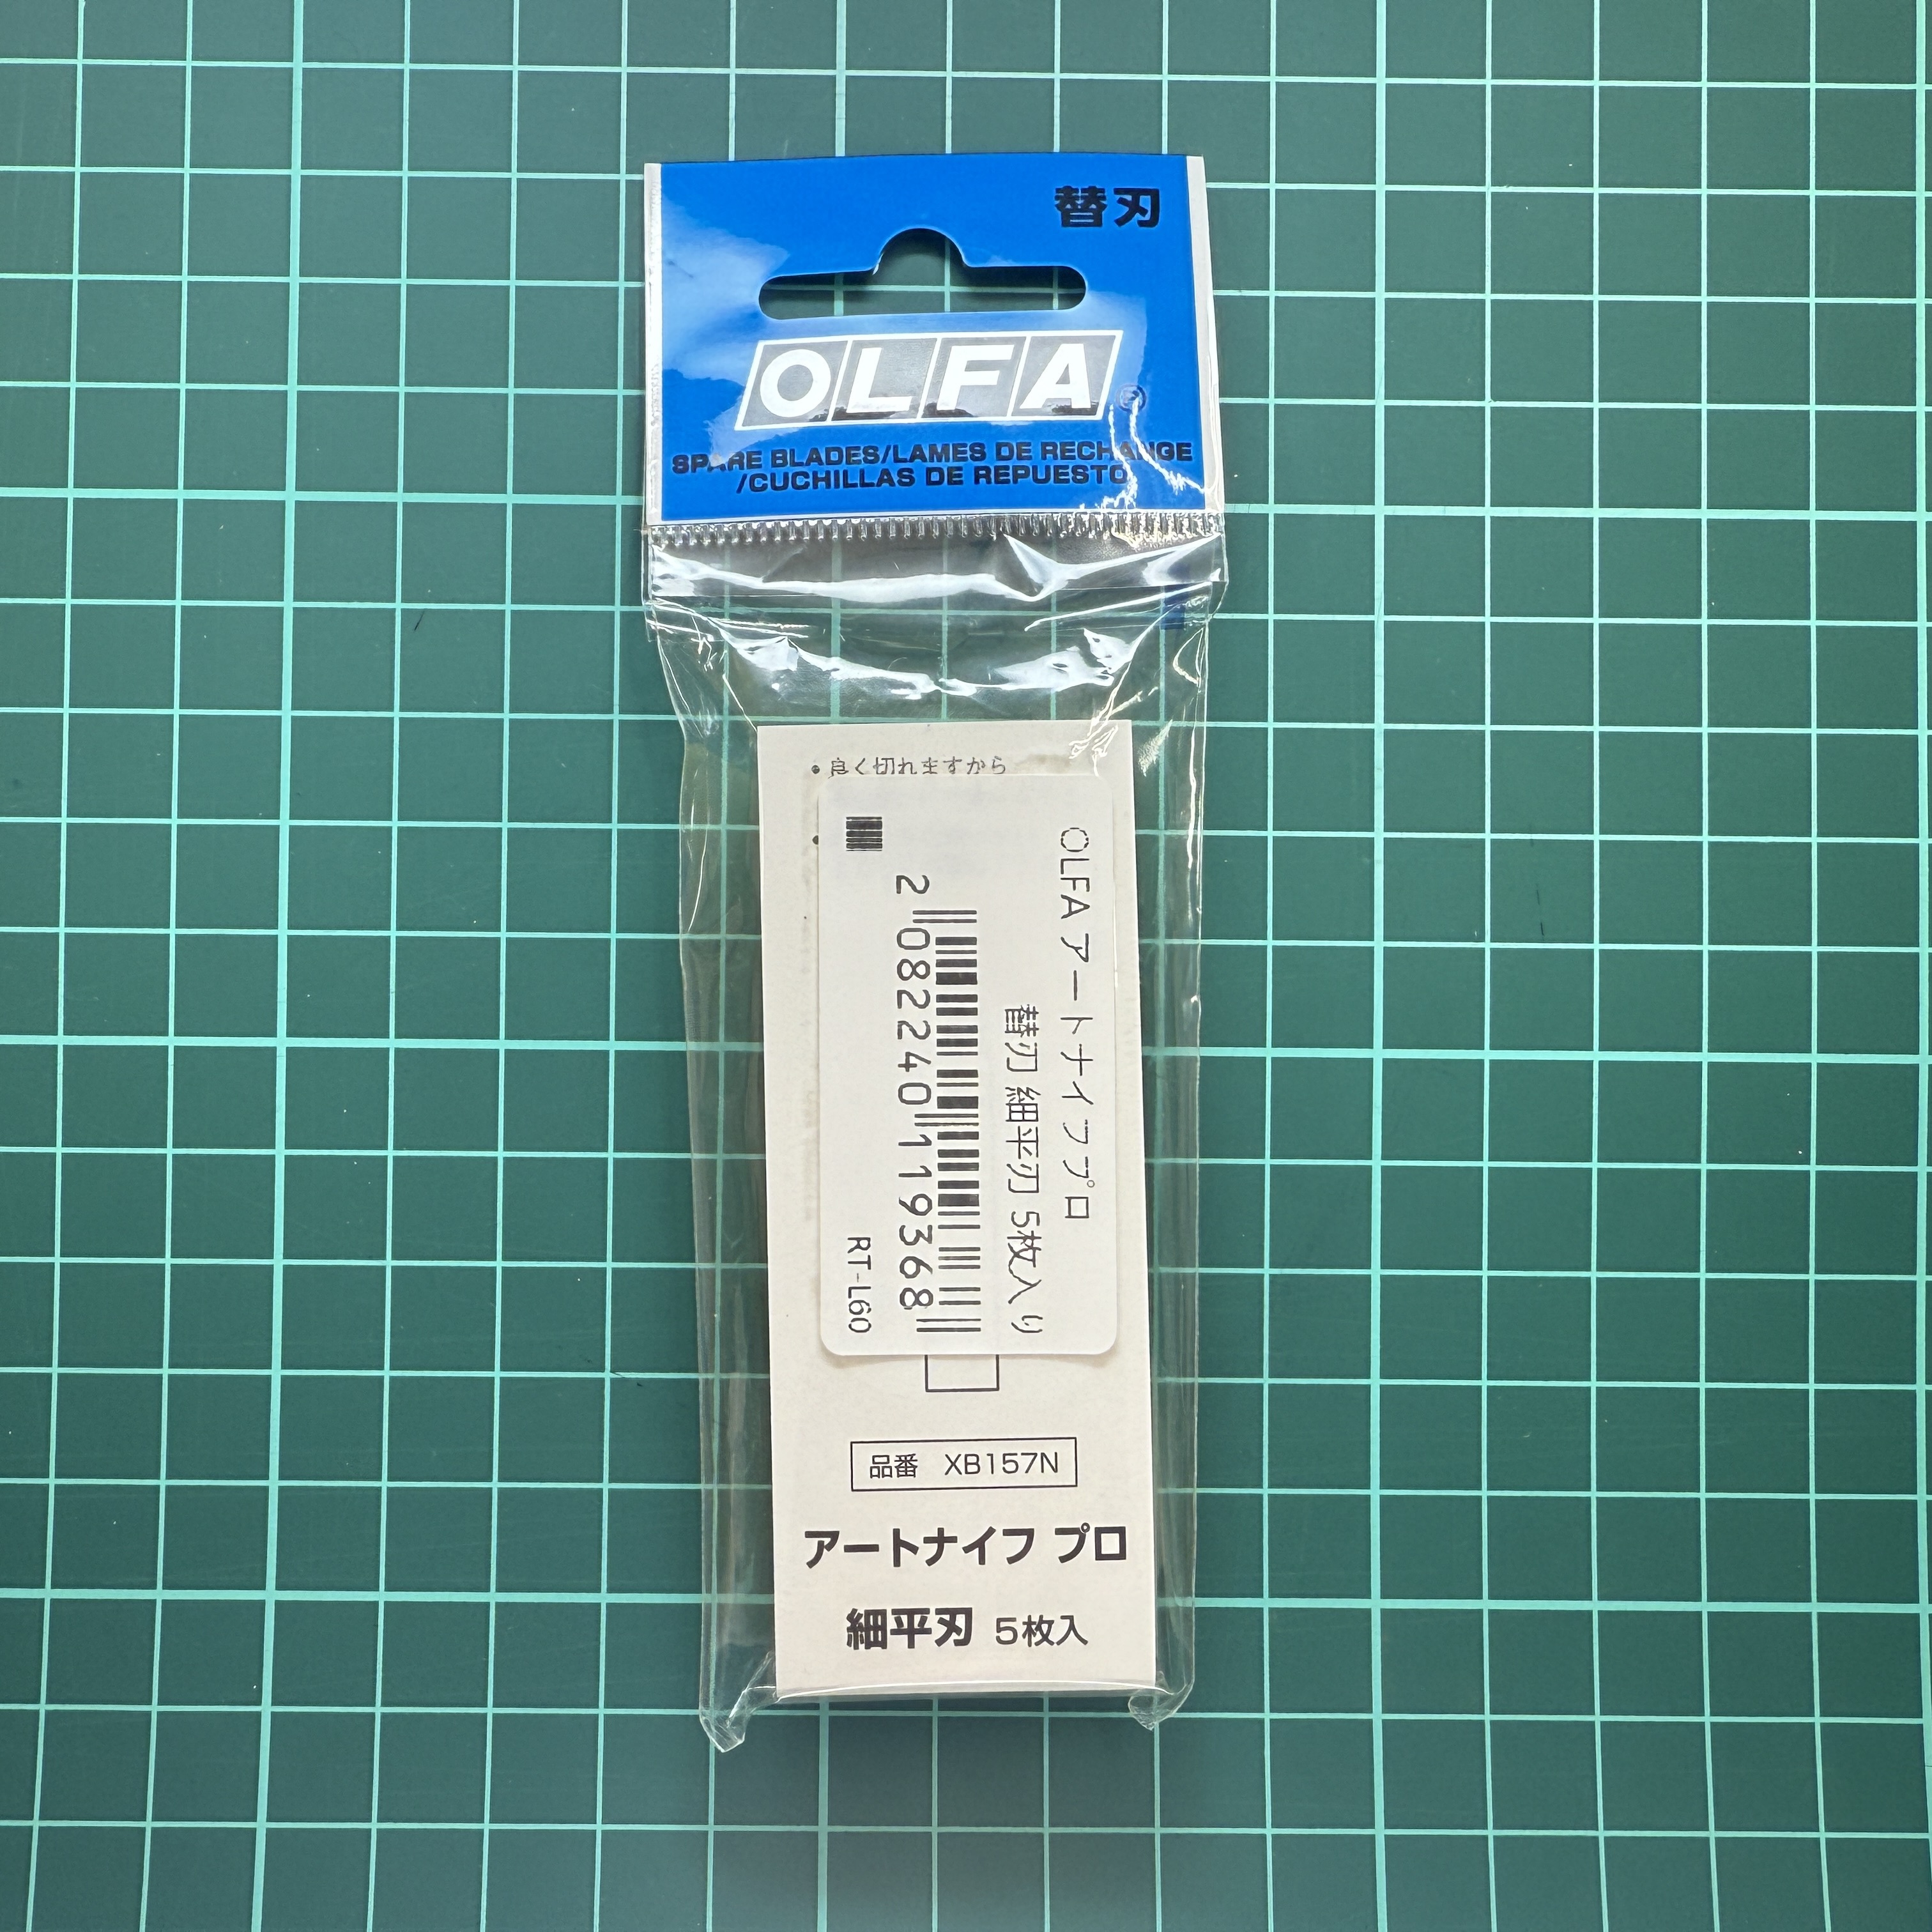 替刃
OLFA®
SPARE BLADES/LAMES DE RECHANGE
/CUCHILLAS DE REPUESTO
• 良く切れますから
•
OLFA アートナイフプロ
替刃 細平刃 5枚入り
2 082240 119368
RT-L60
品番 XB157N
アートナイフ プロ
細平刃 5枚入